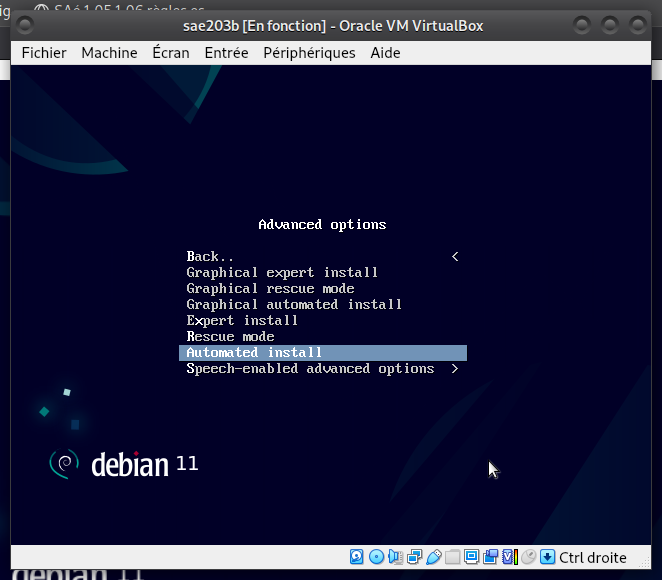 SAé 1.05 1.06 règles es
sae203b [En fonction] - Oracle VM VirtualBox
Fichier Machine Écran Entrée Périphériques Aide
Advanced options
Back.. <
Graphical expert install
Graphical rescue mode
Graphical automated install
Expert install
Rescue mode
Automated install
Speech-enabled advanced options >
debian 11
Ctrl droite
debian 11